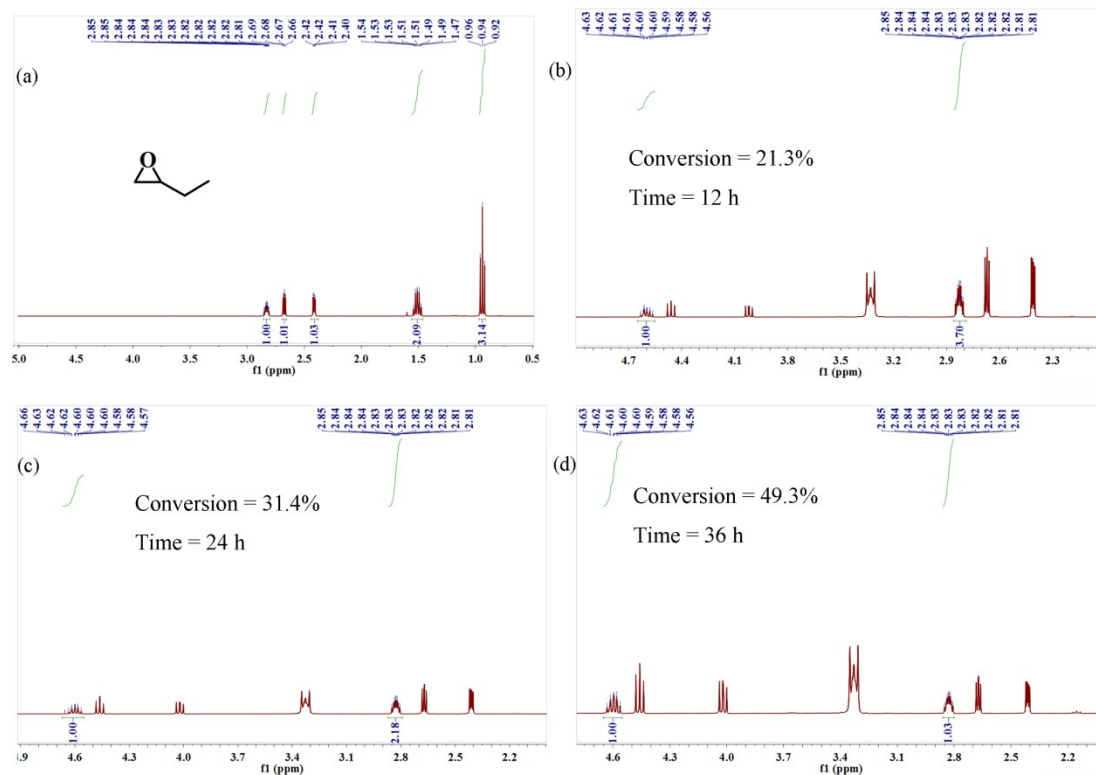 2.85 2.85 2.84 2.84 2.83 2.83 2.82 2.82 2.82 2.81 2.69 2.68 2.67 2.66 2.42 2.42 2.41 2.40 1.54 1.53 1.53 1.51 1.51 1.49 1.49 1.47 0.96 0.94 0.92
(a)
O
1.00 1.01 1.03 2.09 3.14
5.0 4.5 4.0 3.5 3.0 2.5 2.0 1.5 1.0 0.5
f1 (ppm)
4.63 4.62 4.61 4.61 4.60 4.60 4.59 4.58 4.58 4.56 2.85 2.84 2.84 2.84 2.83 2.83 2.83 2.82 2.82 2.82 2.81 2.81
(b)
Conversion = 21.3%
Time = 12 h
1.00 3.70
4.7 4.4 4.1 3.8 3.5 3.2 2.9 2.6 2.3
f1 (ppm)
4.66 4.63 4.62 4.62 4.60 4.60 4.60 4.58 4.58 4.57 2.85 2.84 2.84 2.84 2.83 2.83 2.83 2.82 2.82 2.82 2.81 2.81
(c)
Conversion = 31.4%
Time = 24 h
1.00 2.18
4.9 4.6 4.3 4.0 3.7 3.4 3.1 2.8 2.5 2.2
f1 (ppm)
4.63 4.62 4.61 4.60 4.59 4.58 4.58 4.56 2.85 2.84 2.84 2.84 2.83 2.83 2.83 2.82 2.82 2.81 2.81
(d)
Conversion = 49.3%
Time = 36 h
1.00 1.03
4.6 4.3 4.0 3.7 3.4 3.1 2.8 2.5 2.2
f1 (ppm)